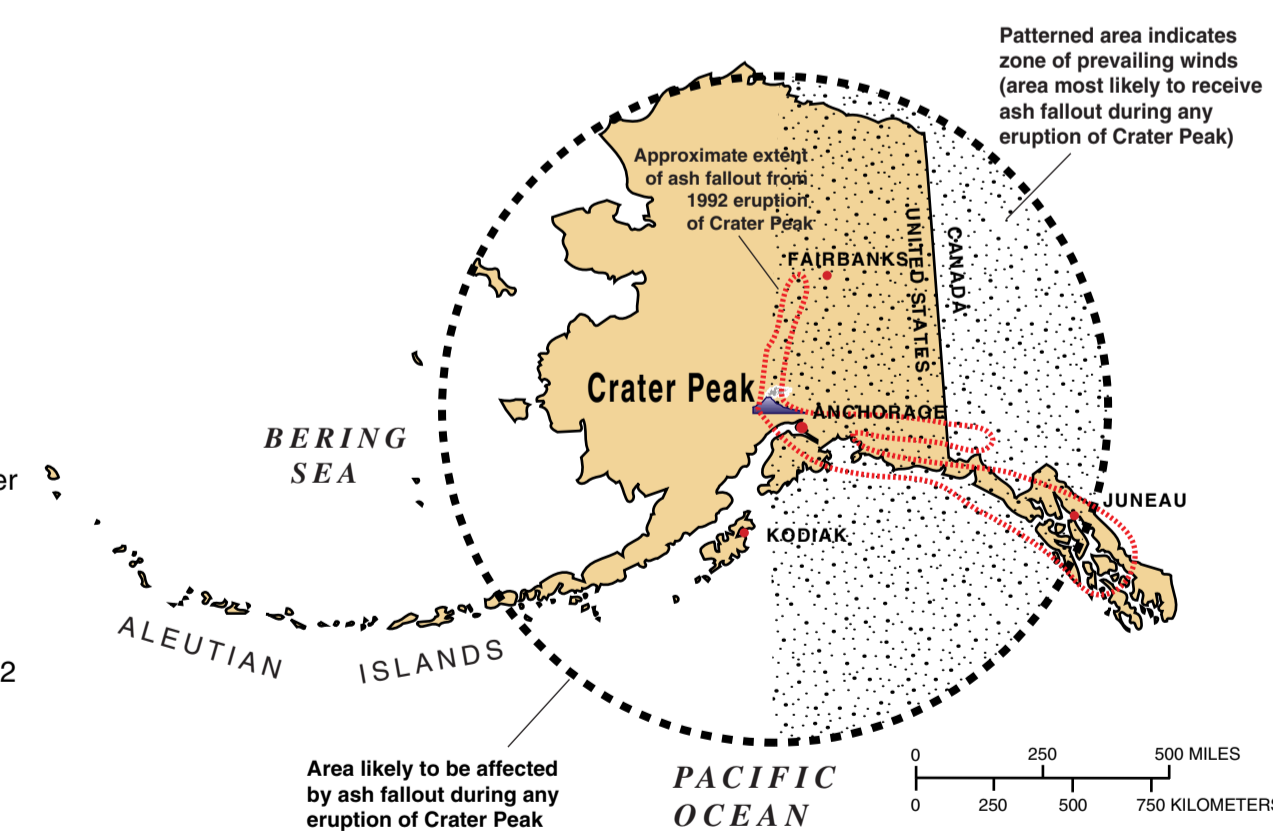 Patterned area indicates
zone of prevailing winds
(area most likely to receive
ash fallout during any
eruption of Crater Peak)
Approximate extent
of ash fallout from
1992 eruption
of Crater Peak
FAIRBANKS
UNITED STATES
CANADA
Crater Peak
ANCHORAGE
BERING
SEA
er
JUNEAU
KODIAK
ALEUTIAN
ISLANDS
2
Area likely to be affected
by ash fallout during any
eruption of Crater Peak
PACIFIC
OCEAN
0 250 500 MILES
0 250 500 750 KILOMETERS